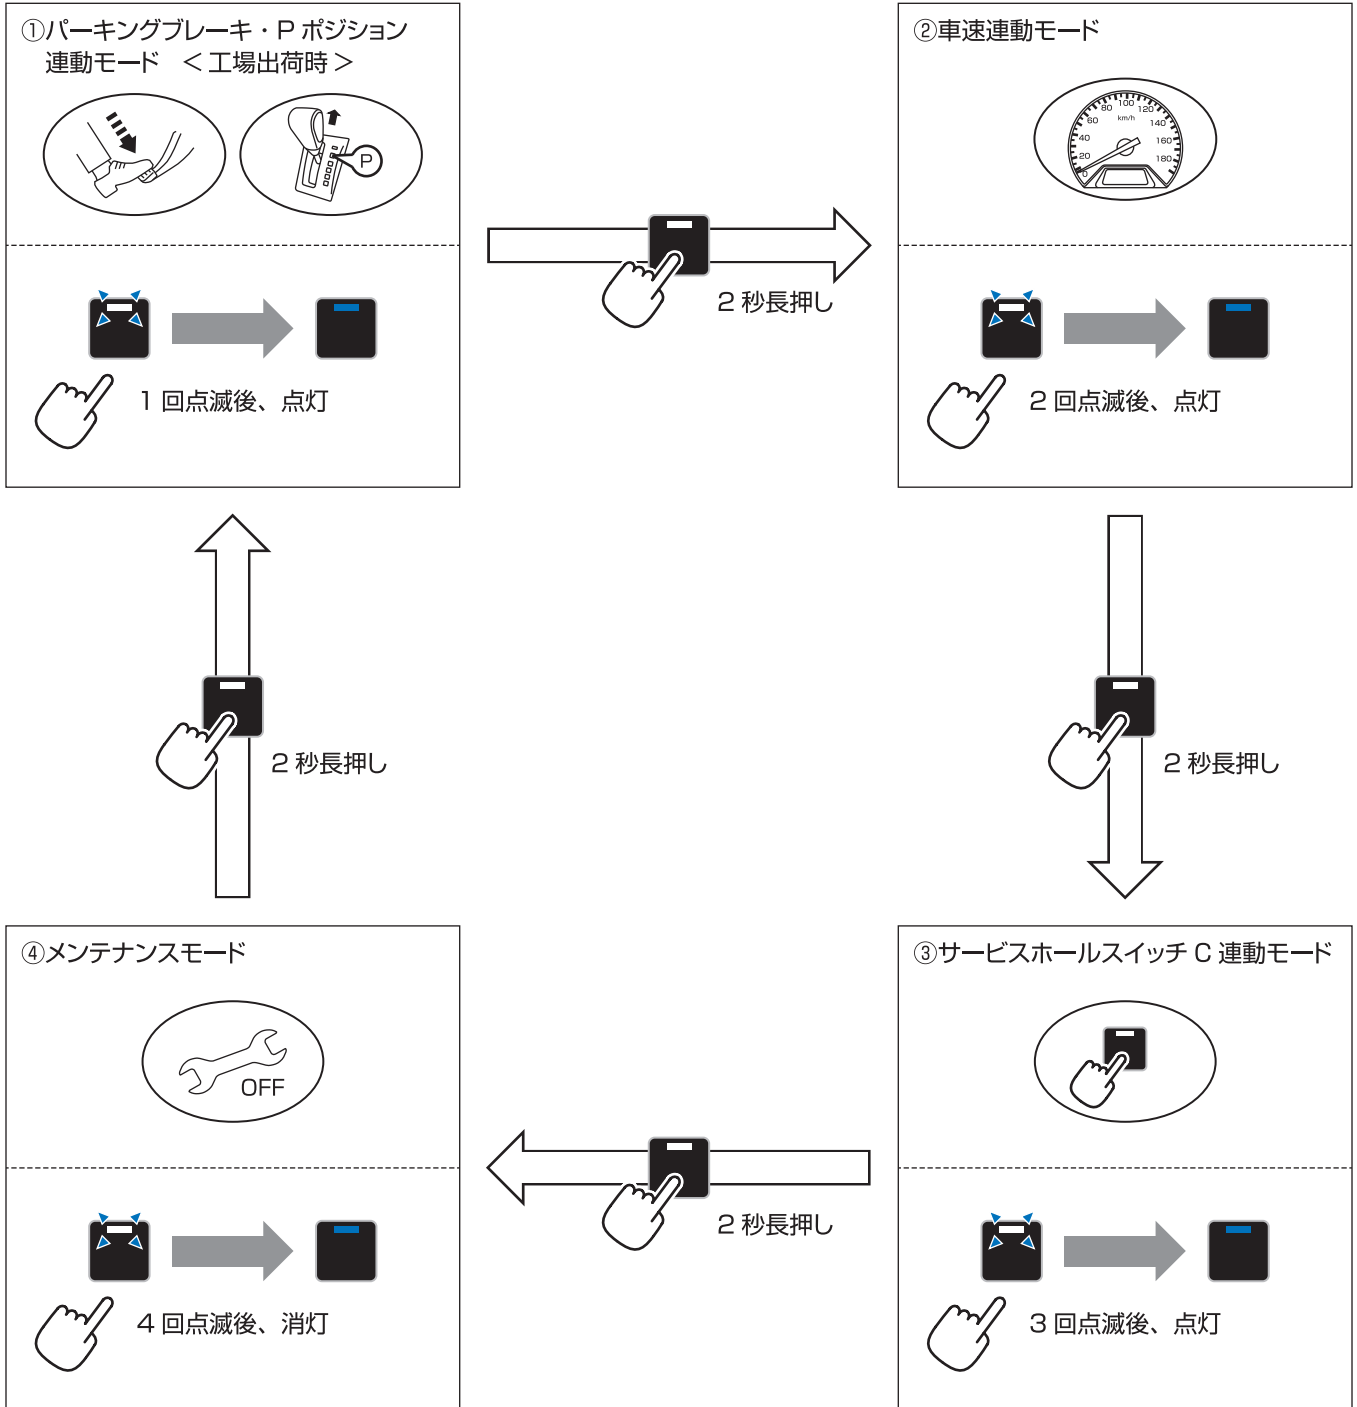 ①パーキングブレーキ・P ポジション
連動モード ＜工場出荷時＞
P
1 回点滅後、点灯
2 秒長押し
②車速連動モード
0
20
40
60
80
100
120
140
160
180
km/h
2 回点滅後、点灯
2 秒長押し
③サービスホールスイッチ C 連動モード
3 回点滅後、点灯
2 秒長押し
④メンテナンスモード
OFF
4 回点滅後、消灯
2 秒長押し